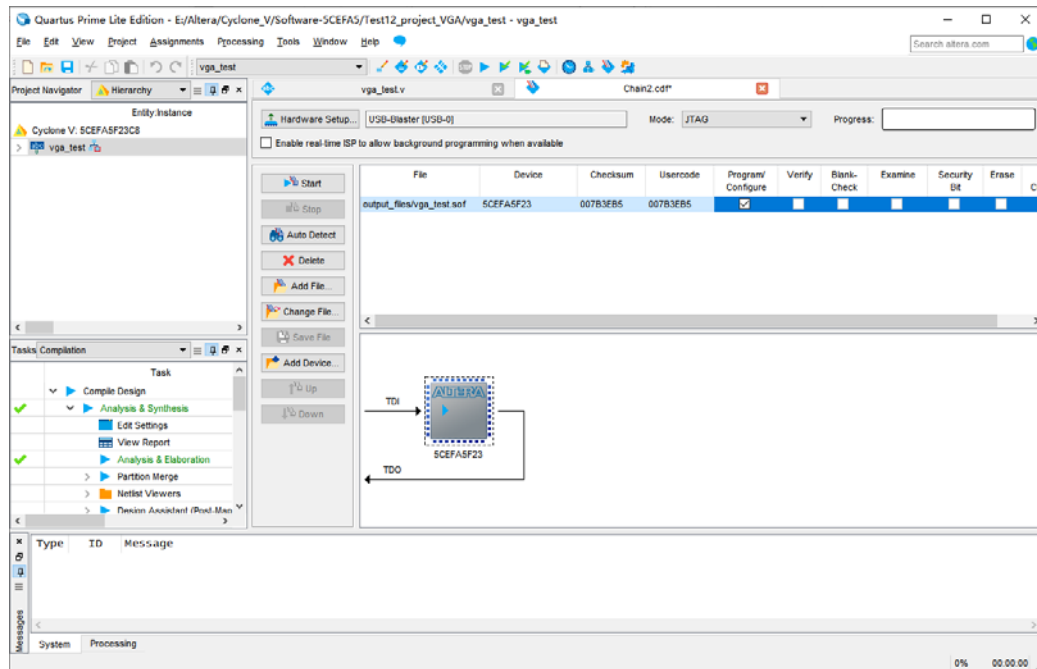 Quartus Prime Lite Edition - E:/Altera/Cyclone_V/Software-5CEFA5/Test12_project_VGA/vga_test - vga_test
File Edit View Project Assignments Processing Tools Window Help
Search altera.com
vga_test
Project Navigator Hierarchy
vga_test.v
Chain2.cdf*
Entity:Instance
Cyclone V: 5CEFA5F23C8
vga_test
Hardware Setup... USB-Blaster [USB-0] Mode: JTAG Progress:
Enable real-time ISP to allow background programming when available
Start
Stop
Auto Detect
Delete
Add File...
Change File...
Save File
Add Device...
Up
Down
File Device Checksum Usercode Program/ Configure Verify Blank- Check Examine Security Bit Erase
output_files/vga_test.sof 5CEFA5F23 007B3EB5 007B3EB5
TDI
ALTERA
5CEFA5F23
TDO
Tasks Compilation
Task
Compile Design
Analysis & Synthesis
Edit Settings
View Report
Analysis & Elaboration
Partition Merge
Netlist Viewers
Design Assistant (Post-Map
Type ID Message
Messages
System Processing
0% 00:00:00